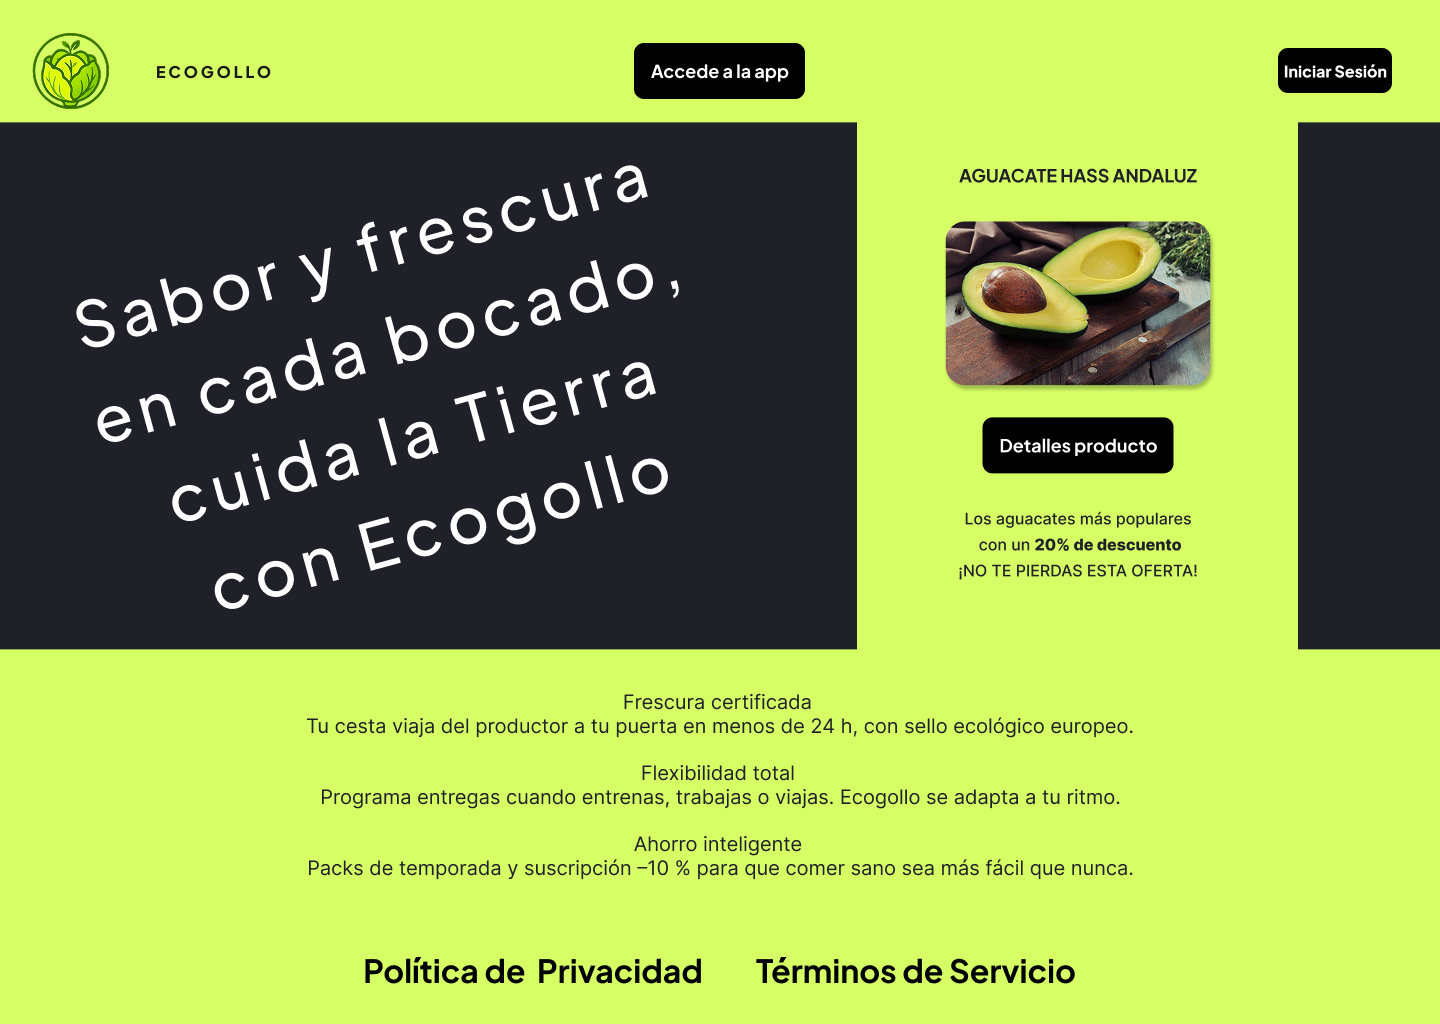 ECOGOLLO
Accede a la app
Iniciar Sesión
Sabor y frescura
en cada bocado,
cuida la Tierra
con Ecogollo
AGUACATE HASS ANDALUZ
Detalles producto
Los aguacates más populares
con un 20% de descuento
¡NO TE PIERDAS ESTA OFERTA!
Frescura certificada
Tu cesta viaja del productor a tu puerta en menos de 24 h, con sello ecológico europeo.
Flexibilidad total
Programa entregas cuando entrenas, trabajas o viajas. Ecogollo se adapta a tu ritmo.
Ahorro inteligente
Packs de temporada y suscripción –10 % para que comer sano sea más fácil que nunca.
Política de Privacidad
Términos de Servicio